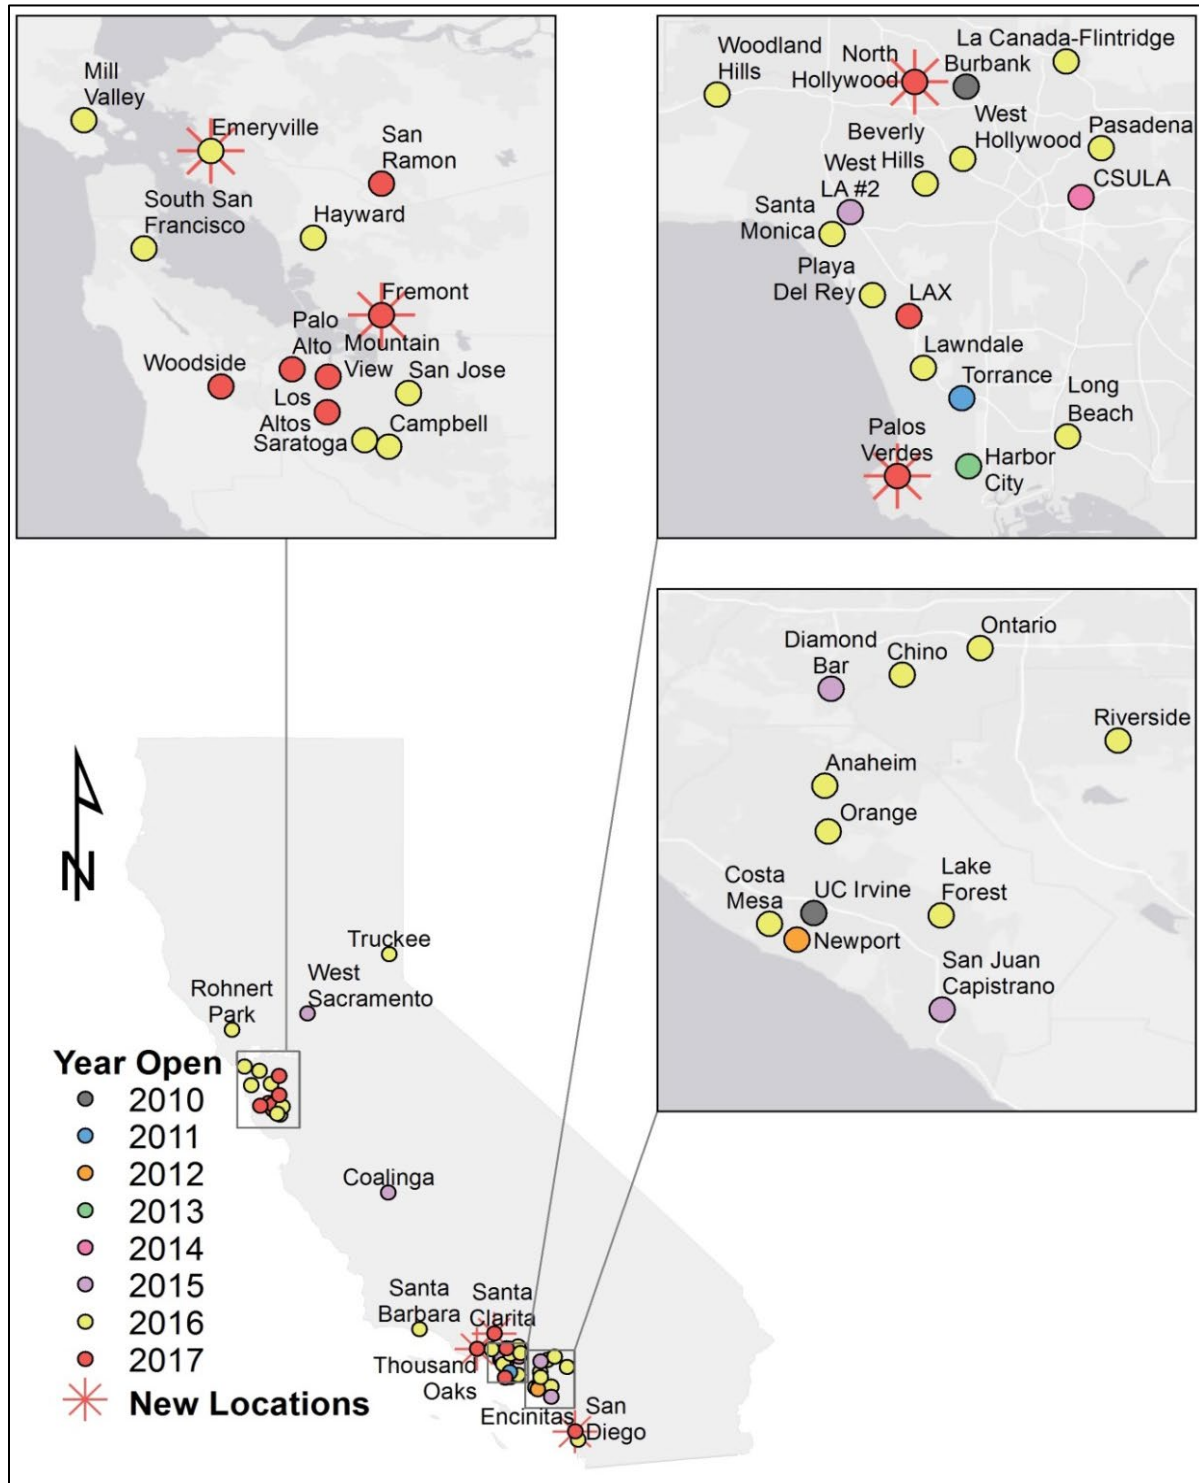 Mill
Valley
Emeryville
San
Ramon
South San
Francisco
Hayward
Fremont
Palo
Alto
Mountain
View
Woodside
San Jose
Los
Altos
Campbell
Saratoga
Woodland
Hills
North
Hollywood
La Canada-Flintridge
Burbank
West
Hollywood
Beverly
Hills
Pasadena
West
LA #2
CSULA
Santa
Monica
Playa
Del Rey
LAX
Lawndale
Torrance
Long
Beach
Palos
Verdes
Harbor
City
Diamond
Bar
Chino
Ontario
Riverside
Anaheim
Orange
Costa
Mesa
UC Irvine
Newport
Lake
Forest
San Juan
Capistrano
N
Truckee
West
Sacramento
Rohnert
Park
Coalinga
Santa
Barbara
Santa
Clarita
Thousand
Oaks
Encinitas
San
Diego
Year Open
2010
2011
2012
2013
2014
2015
2016
2017
New Locations